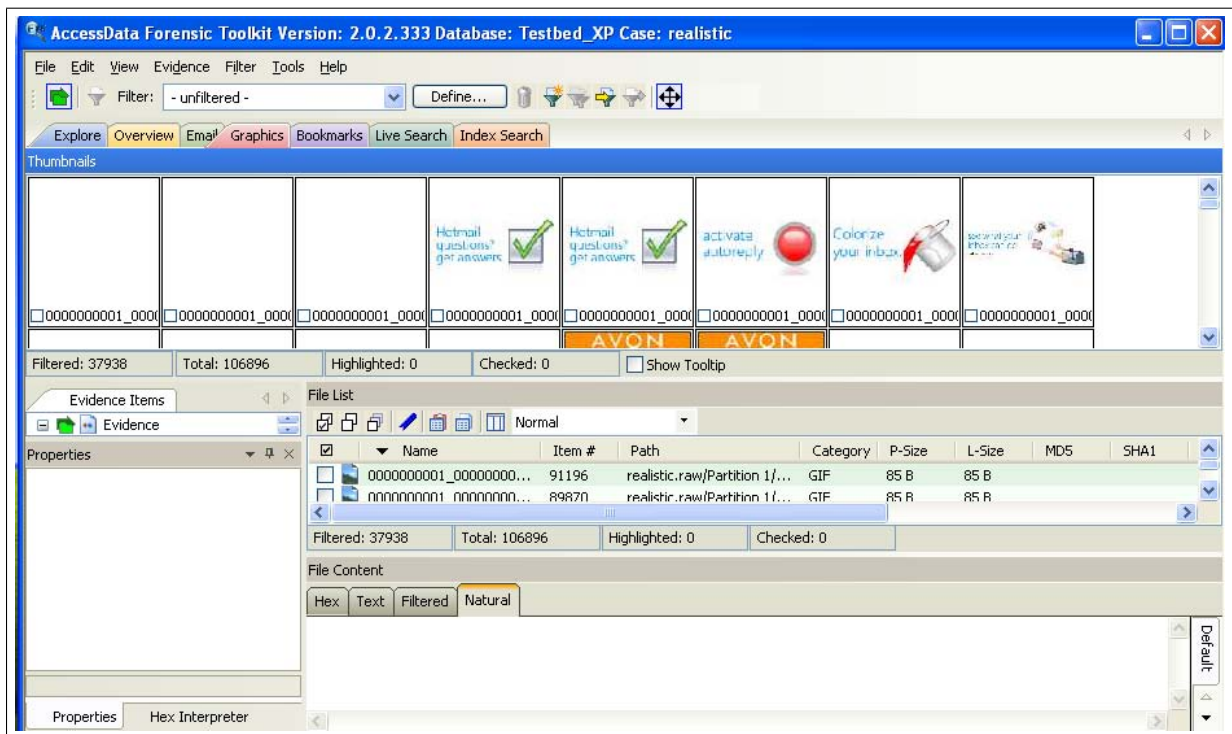 AccessData Forensic Toolkit Version: 2.0.2.333 Database: Testbed_XP Case: realistic
File Edit View Evidence Filter Tools Help
Filter: - unfiltered - Define...
Explore Overview Email Graphics Bookmarks Live Search Index Search
Thumbnails
Hotmail questions? get answers
Hotmail questions? get answers
activate autoreply
Colorize your inbox
0000000001_000( 0000000001_000( 0000000001_000( 0000000001_000( 0000000001_000( 0000000001_000( 0000000001_000( 0000000001_000(
AVON AVON
Filtered: 37938 Total: 106896 Highlighted: 0 Checked: 0 Show Tooltip
Evidence Items
Evidence
Properties
File List
Normal
Name Item # Path Category P-Size L-Size MD5 SHA1
0000000001_00000000... 91196 realistic.raw/Partition 1/... GIF 85 B 85 B
0000000001_00000000... 89870 realistic.raw/Partition 1/... GIF 85 B 85 B
Filtered: 37938 Total: 106896 Highlighted: 0 Checked: 0
File Content
Hex Text Filtered Natural
Default
Properties Hex Interpreter